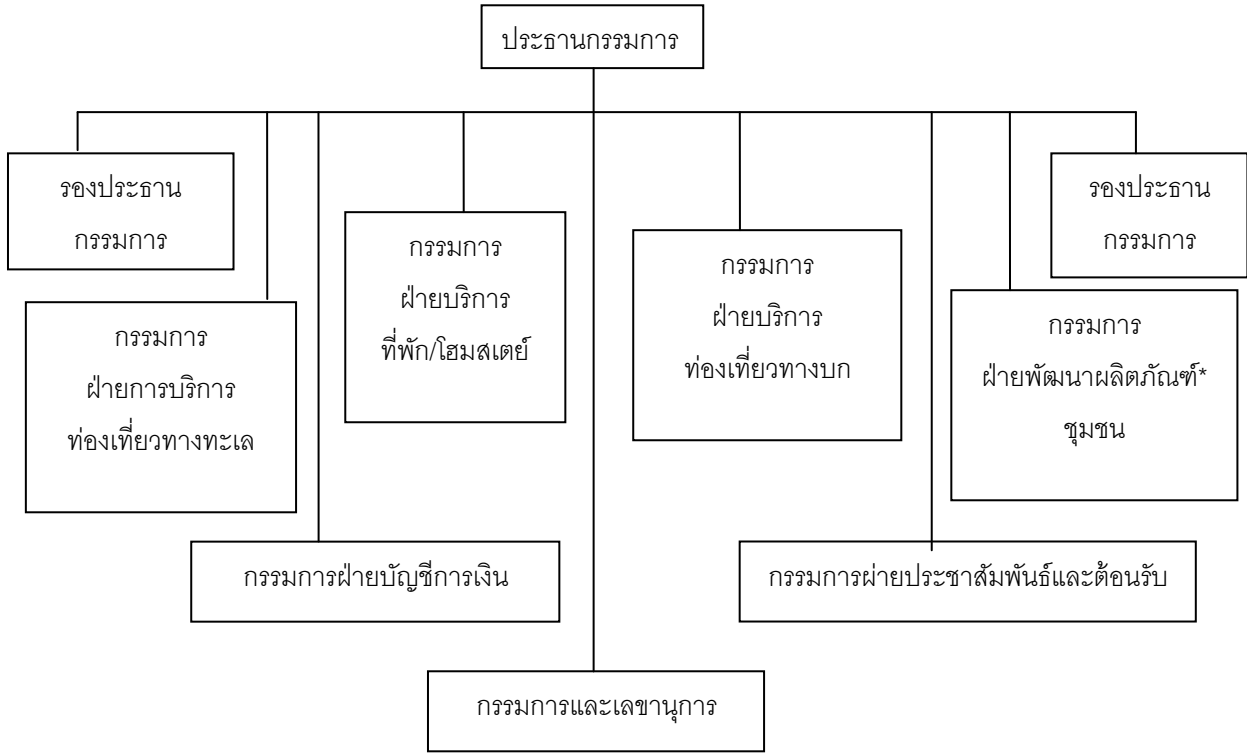 ประธานกรรมการ
รองประธาน
กรรมการ
รองประธาน
กรรมการ
กรรมการ
ฝ่ายการบริการ
ท่องเที่ยวทางทะเล
กรรมการ
ฝ่ายบริการ
ที่พัก/โฮมสเตย์
กรรมการ
ฝ่ายบริการ
ท่องเที่ยวทางบก
กรรมการ
ฝ่ายพัฒนาผลิตภัณฑ์*
ชุมชน
กรรมการฝ่ายบัญชีการเงิน
กรรมการผ่ายประชาสัมพันธ์และต้อนรับ
กรรมการและเลขานุการ